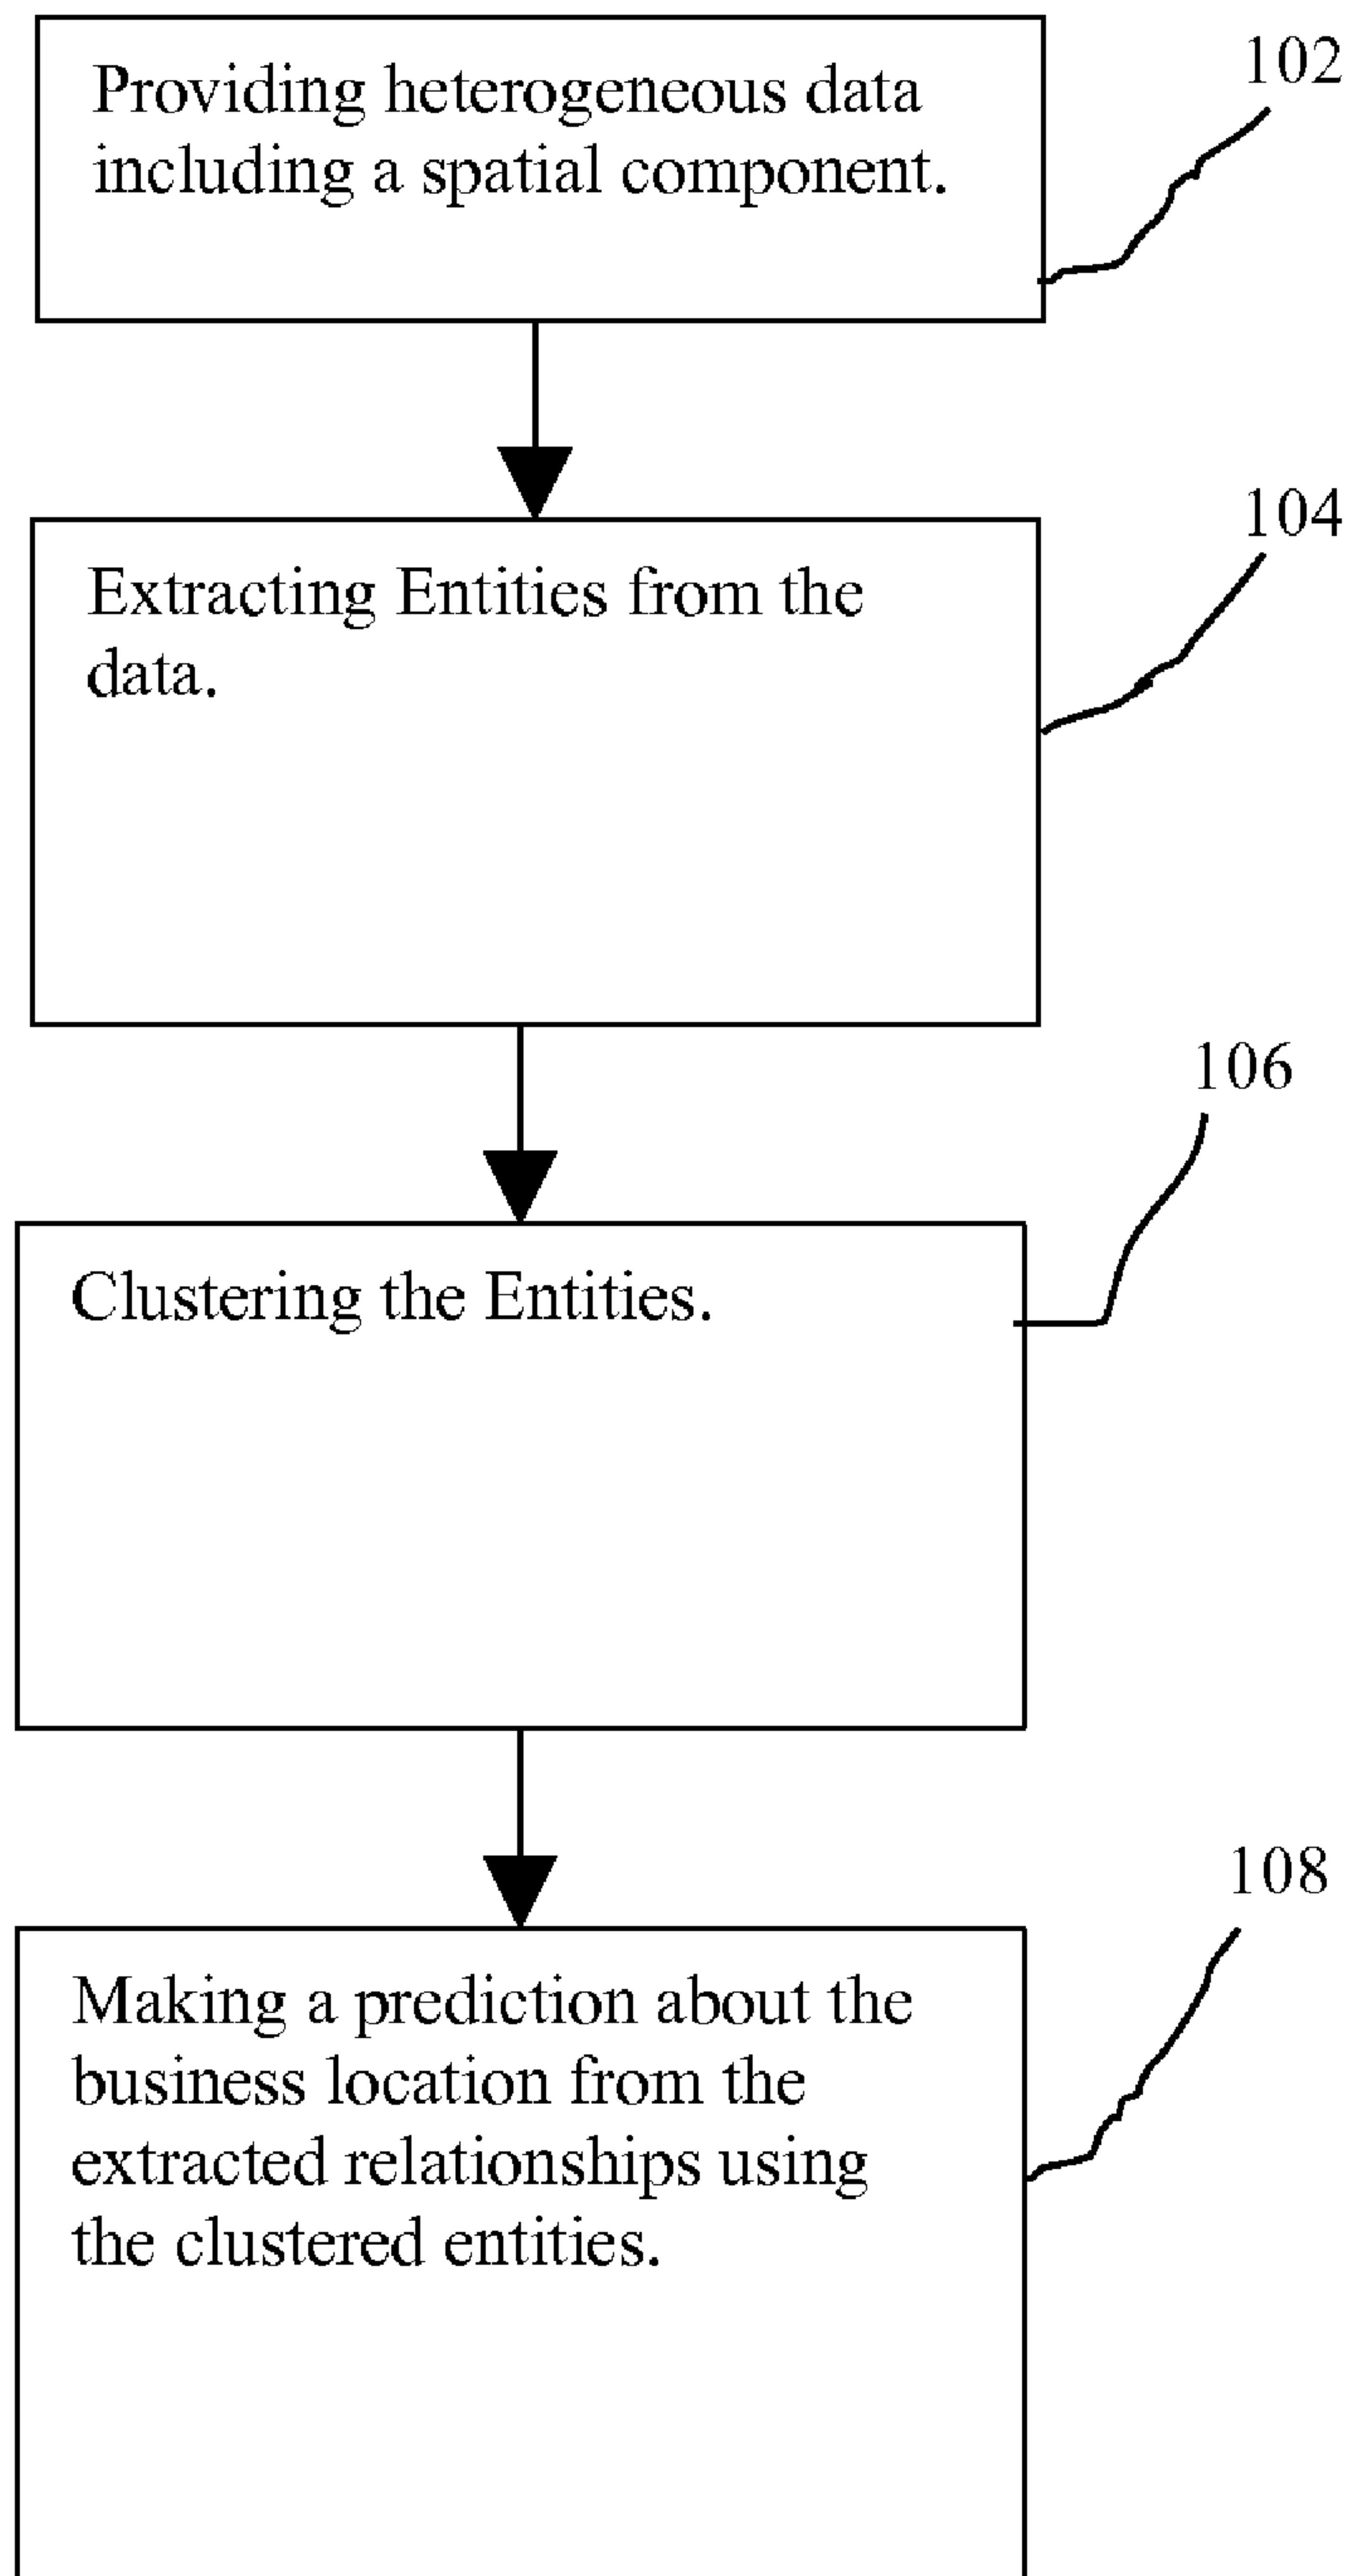 Providing heterogeneous data
including a spatial component.
102
Extracting Entities from the
data.
104
Clustering the Entities.
106
Making a prediction about the
business location from the
extracted relationships using
the clustered entities.
108